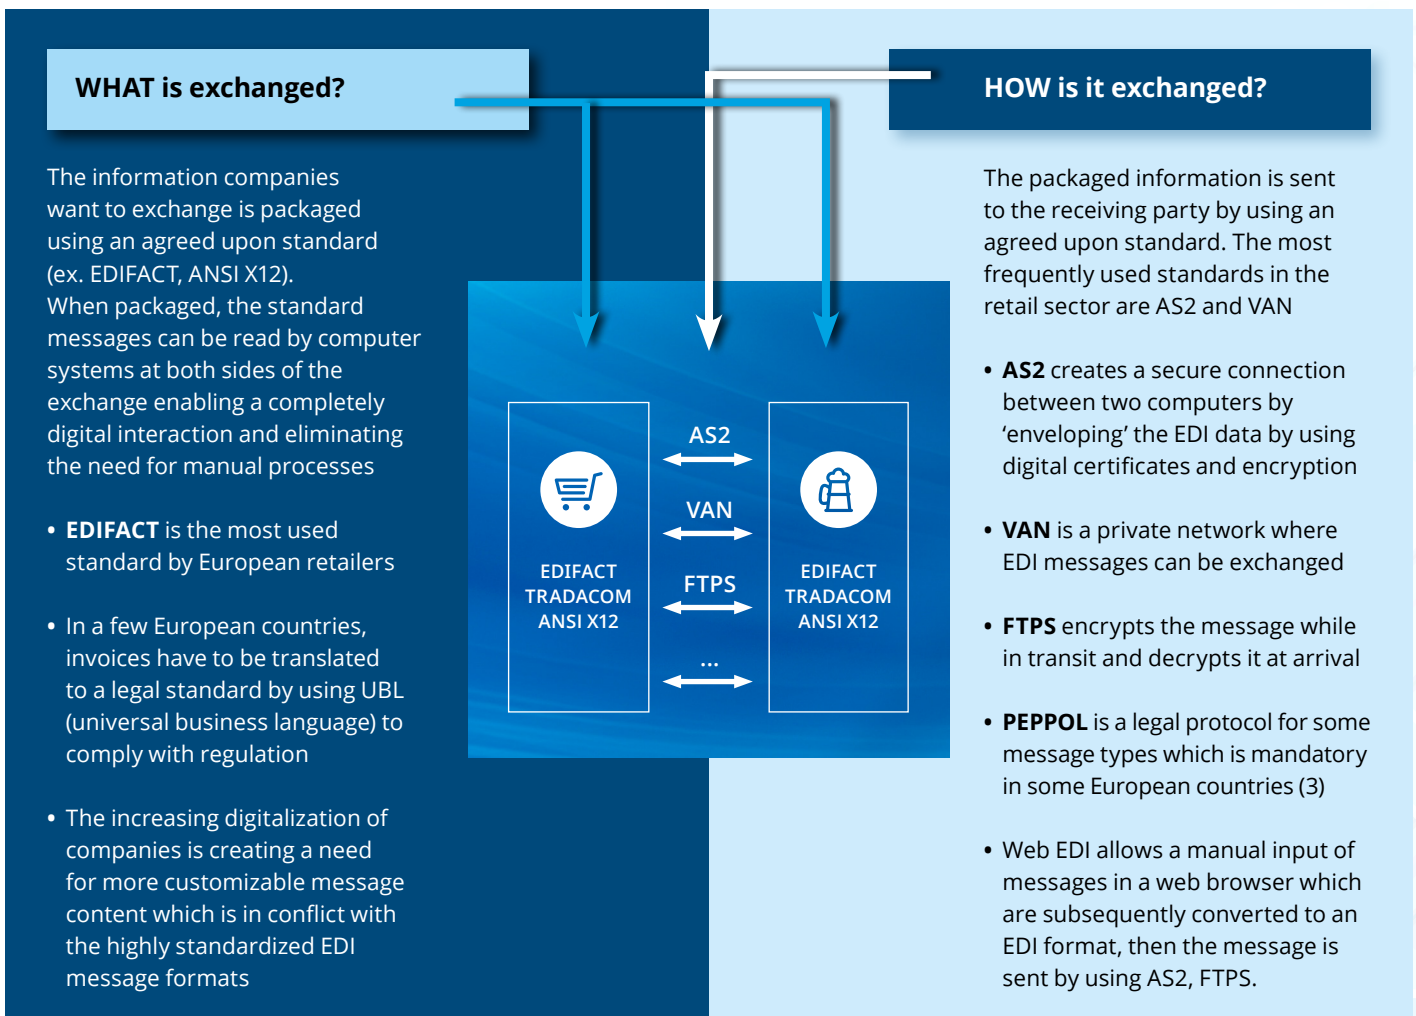 WHAT is exchanged?
The information companies
want to exchange is packaged
using an agreed upon standard
(ex. EDIFACT, ANSI X12).
When packaged, the standard
messages can be read by computer
systems at both sides of the
exchange enabling a completely
digital interaction and eliminating
the need for manual processes
• EDIFACT is the most used
standard by European retailers
• In a few European countries,
invoices have to be translated
to a legal standard by using UBL
(universal business language) to
comply with regulation
• The increasing digitalization of
companies is creating a need
for more customizable message
content which is in conflict with
the highly standardized EDI
message formats
EDIFACT
TRADACOM
ANSI X12
AS2
VAN
FTPS
...
EDIFACT
TRADACOM
ANSI X12
HOW is it exchanged?
The packaged information is sent
to the receiving party by using an
agreed upon standard. The most
frequently used standards in the
retail sector are AS2 and VAN
• AS2 creates a secure connection
between two computers by
‘enveloping’ the EDI data by using
digital certificates and encryption
• VAN is a private network where
EDI messages can be exchanged
• FTPS encrypts the message while
in transit and decrypts it at arrival
• PEPPOL is a legal protocol for some
message types which is mandatory
in some European countries (3)
• Web EDI allows a manual input of
messages in a web browser which
are subsequently converted to an
EDI format, then the message is
sent by using AS2, FTPS.